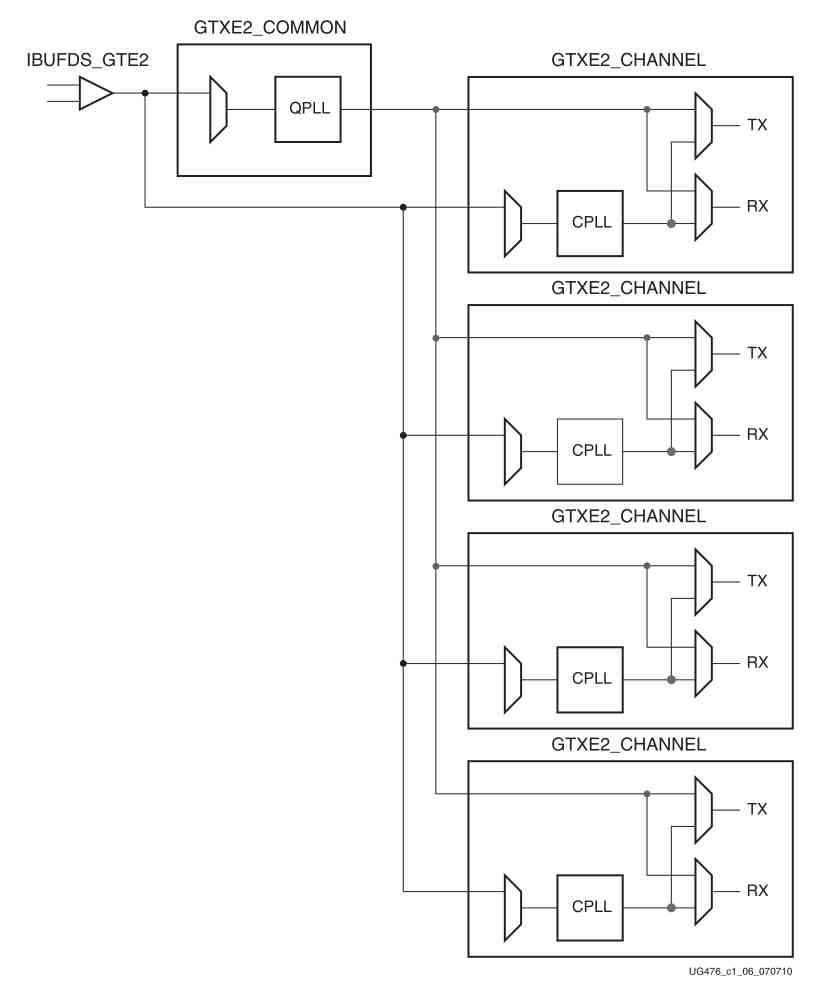 GTXE2_COMMON
IBUFDS_GTE2
QPLL
GTXE2_CHANNEL
TX
CPLL
RX
GTXE2_CHANNEL
TX
CPLL
RX
GTXE2_CHANNEL
TX
CPLL
RX
GTXE2_CHANNEL
TX
CPLL
RX
UG476_c1_06_070710